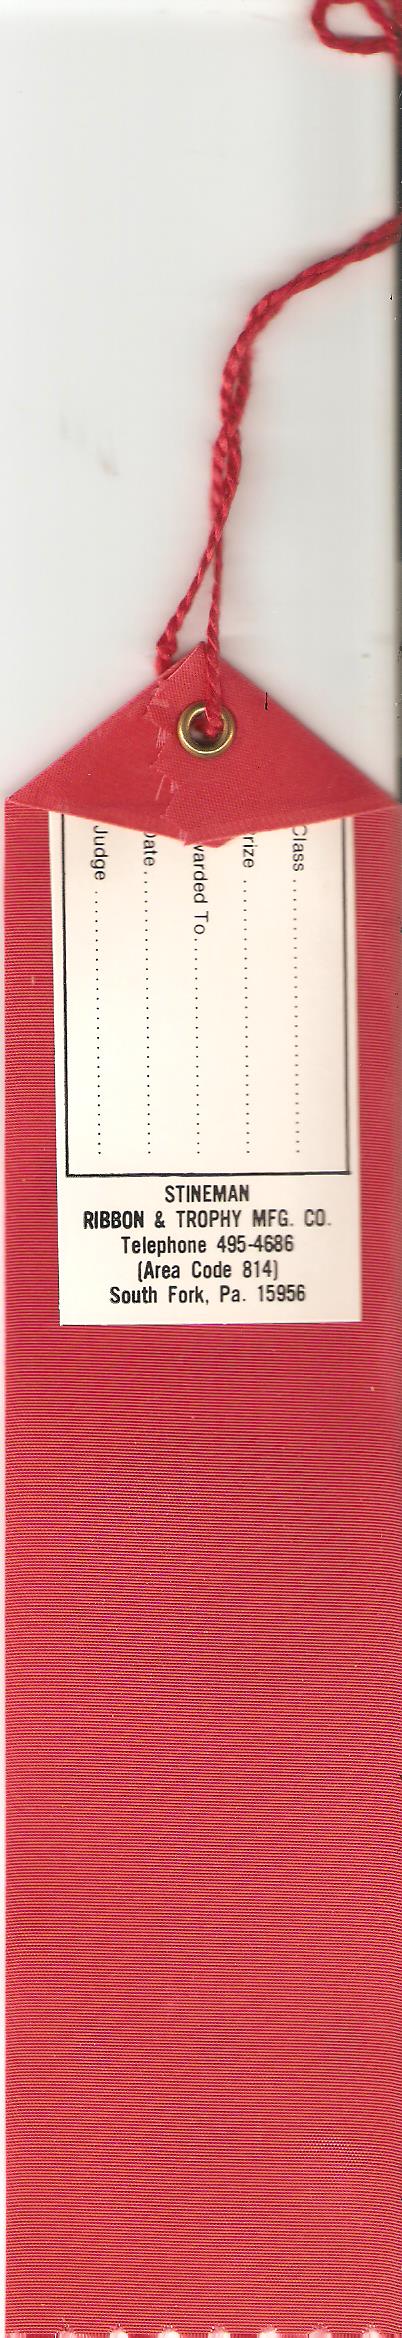 Class
rize
warded To
ate
Judge
STINEMAN
RIBBON & TROPHY MFG. CO.
Telephone 495-4686
(Area Code 814)
South Fork, Pa. 15956